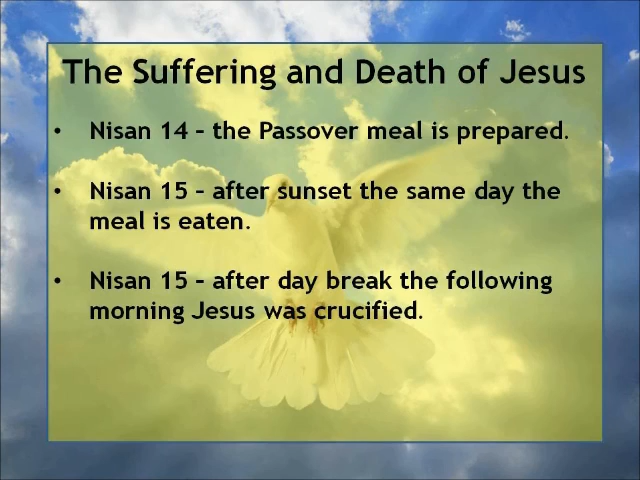 The Suffering and Death of Jesus
• Nisan 14 – the Passover meal is prepared.
• Nisan 15 – after sunset the same day the
meal is eaten.
• Nisan 15 – after day break the following
morning Jesus was crucified.